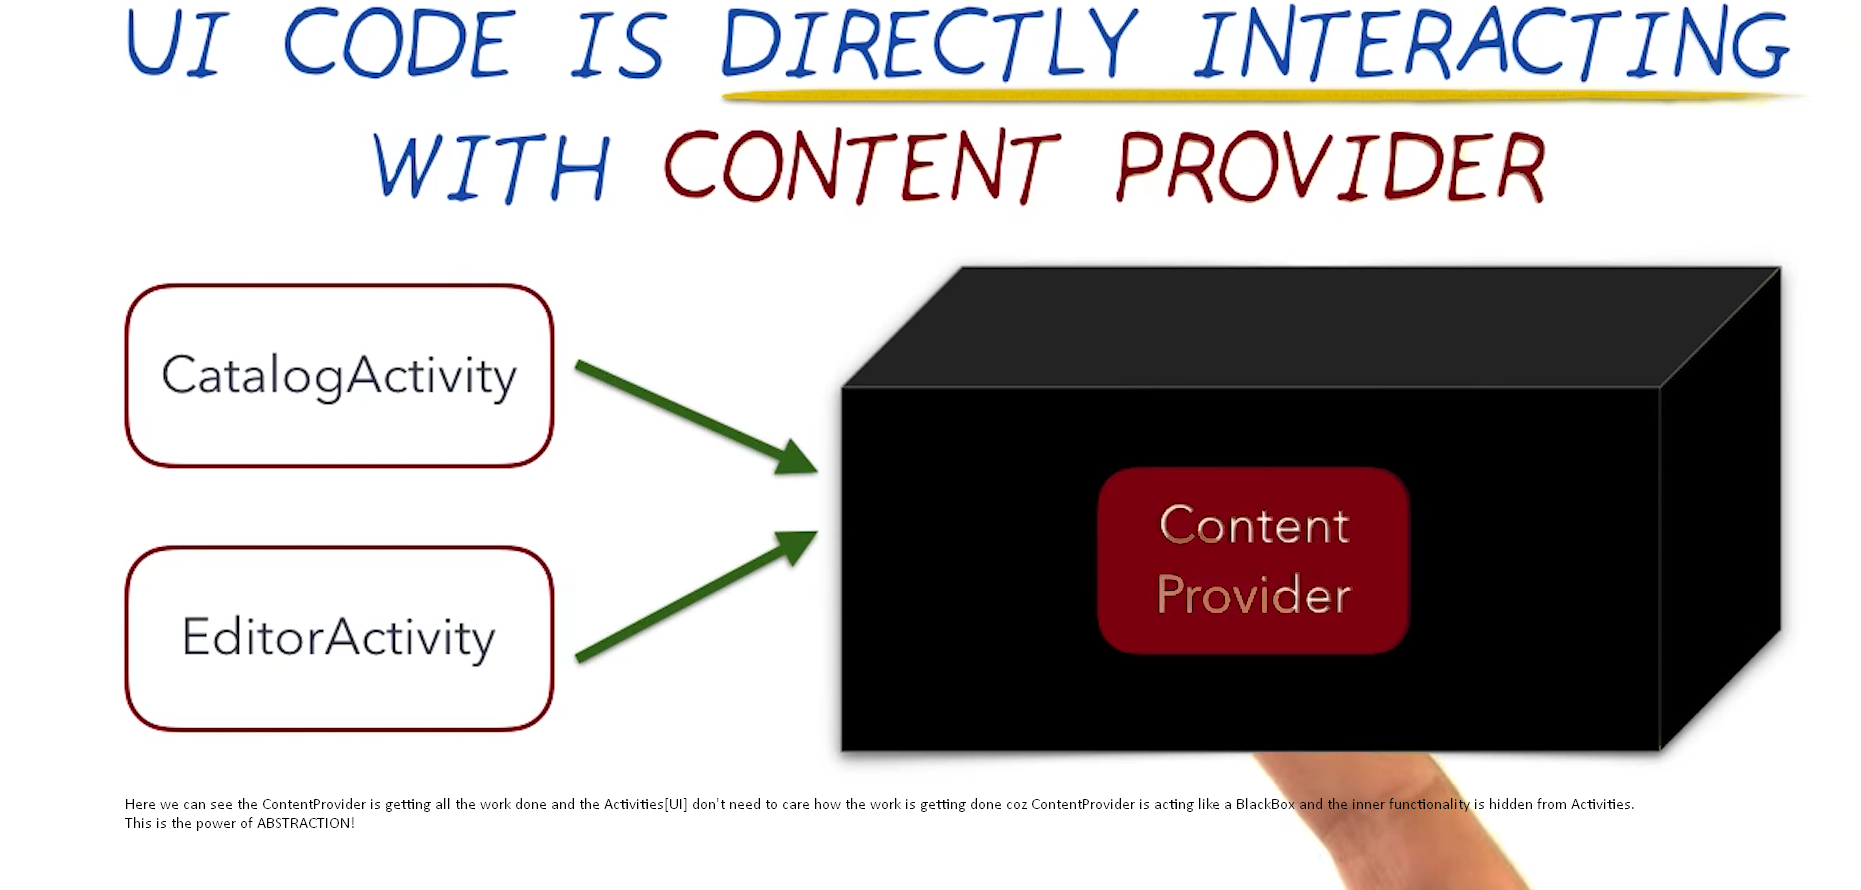 UI CODE IS DIRECTLY INTERACTING
WITH CONTENT PROVIDER
CatalogActivity
EditorActivity
Content
Provider
Here we can see the ContentProvider is getting all the work done and the Activities[UI] don't need to care how the work is getting done coz ContentProvider is acting like a BlackBox and the inner functionality is hidden from Activities.
This is the power of ABSTRACTION!